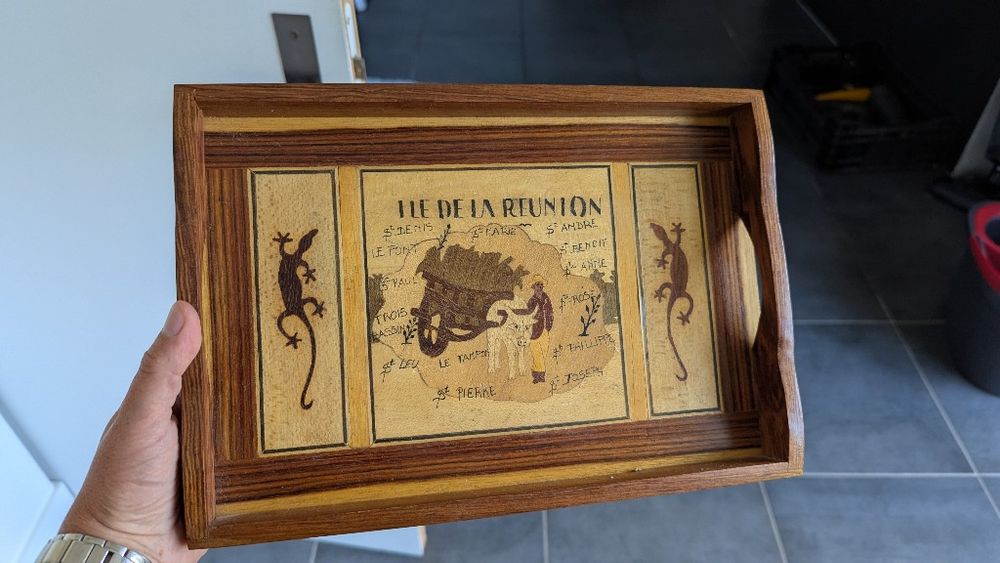 ILE DE LA REUNION
St DENIS
Ste MARIE
St ANDRE
LE PORT
St BENOIT
Ste ANNE
St PAUL
Ste ROSE
TROIS
BASSINS
St LEU
LE TAMPON
St PHILIPPE
St PIERRE
St JOSEPH